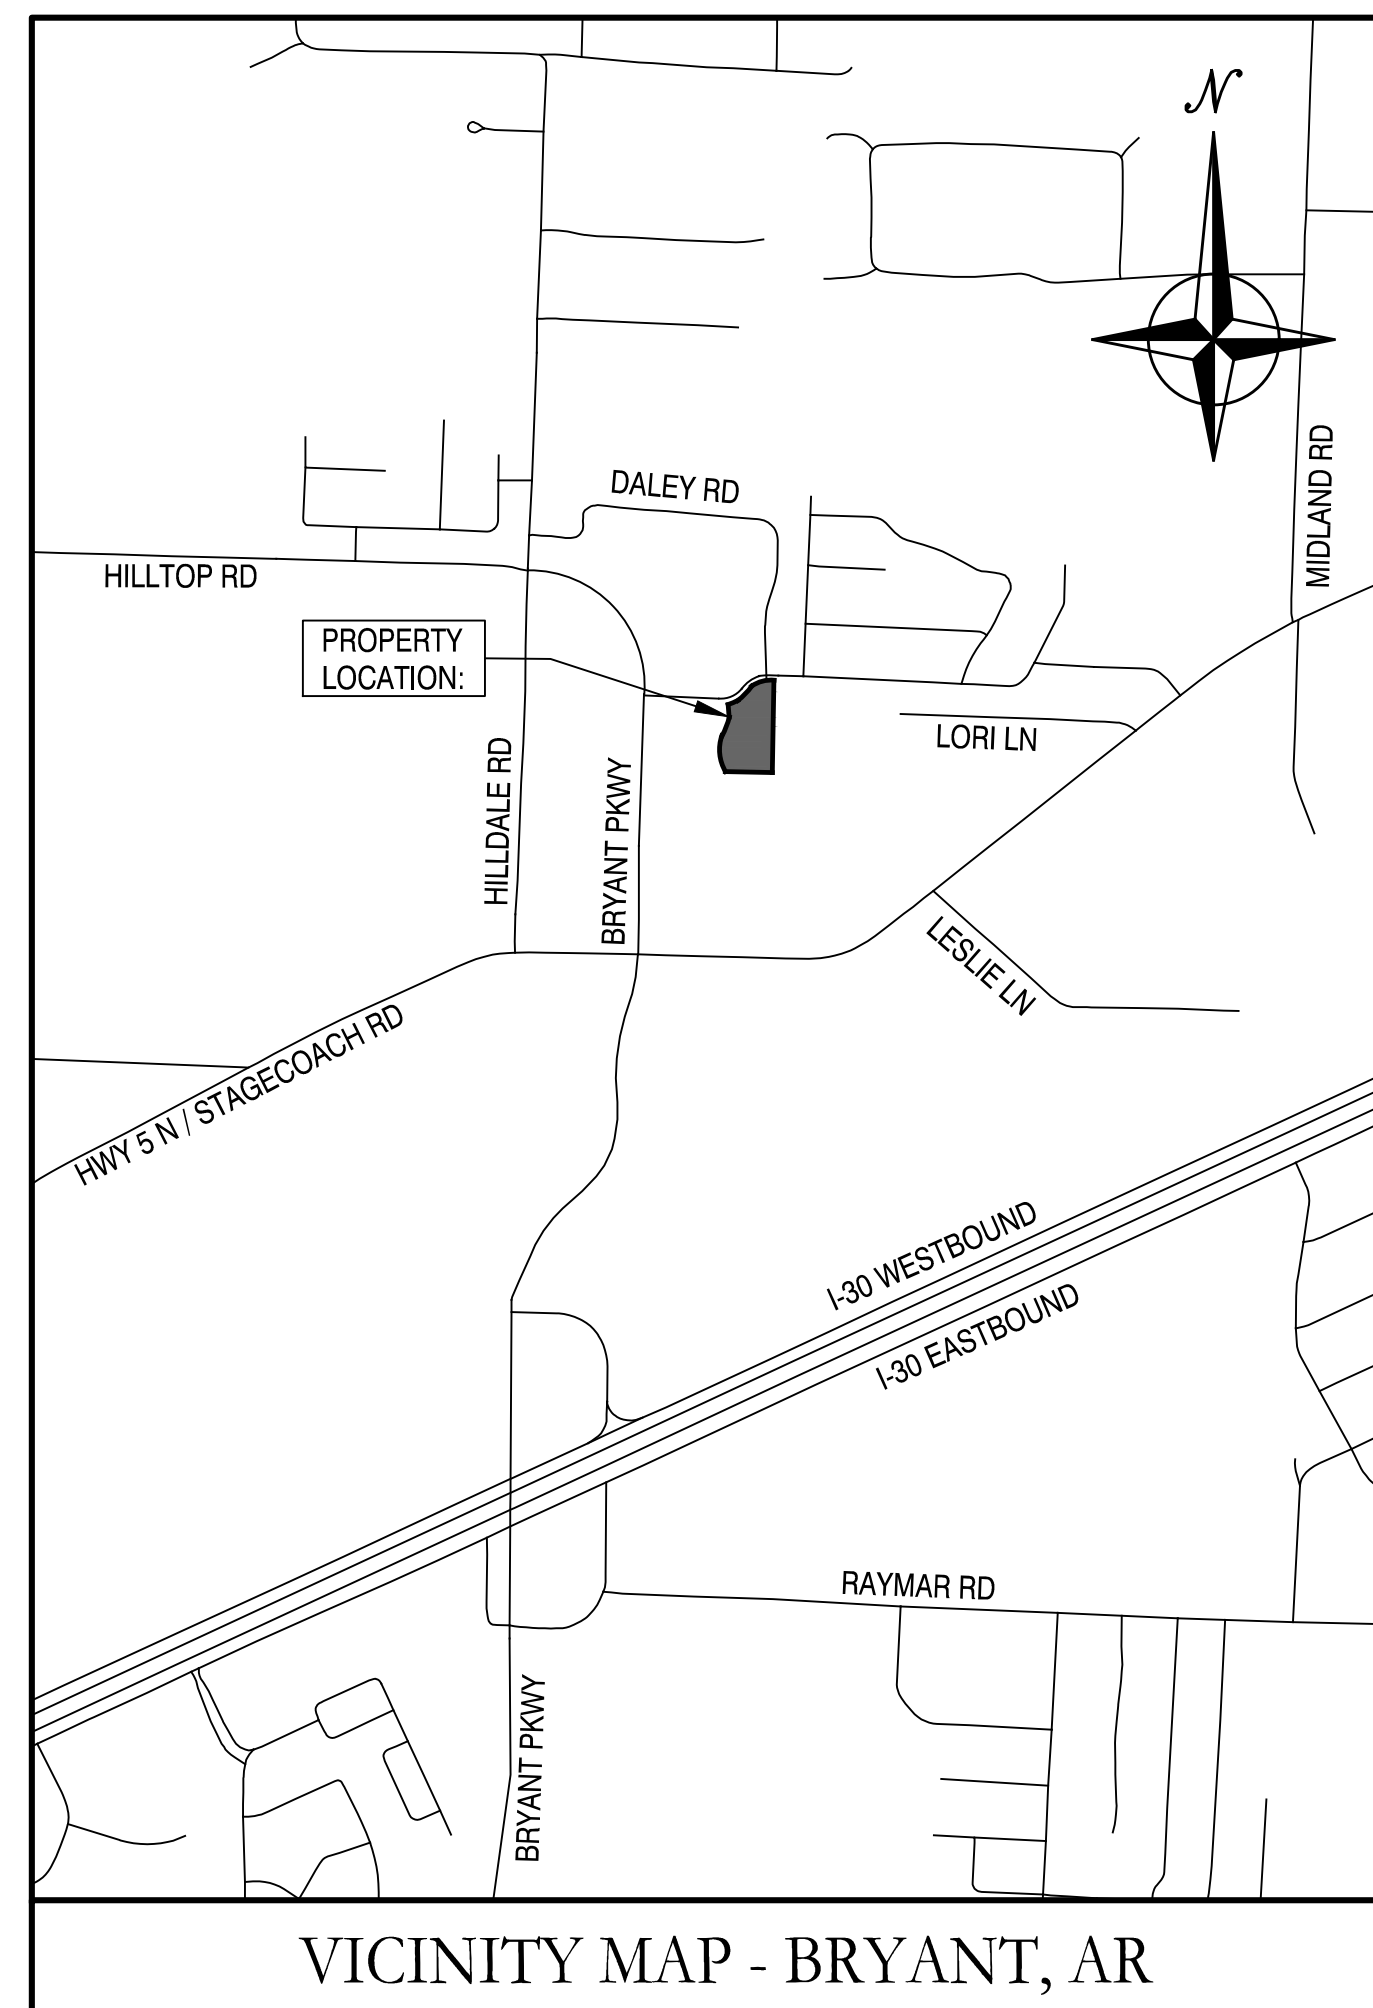 N
MIDLAND RD
DALEY RD
HILLTOP RD
PROPERTY
LOCATION:
LORI LN
HILLDALE RD
BRYANT PKWY
LESLIE LN
HWY 5 N / STAGECOACH RD
I-30 WESTBOUND
I-30 EASTBOUND
RAYMAR RD
BRYANT PKWY
VICINITY MAP - BRYANT, AR